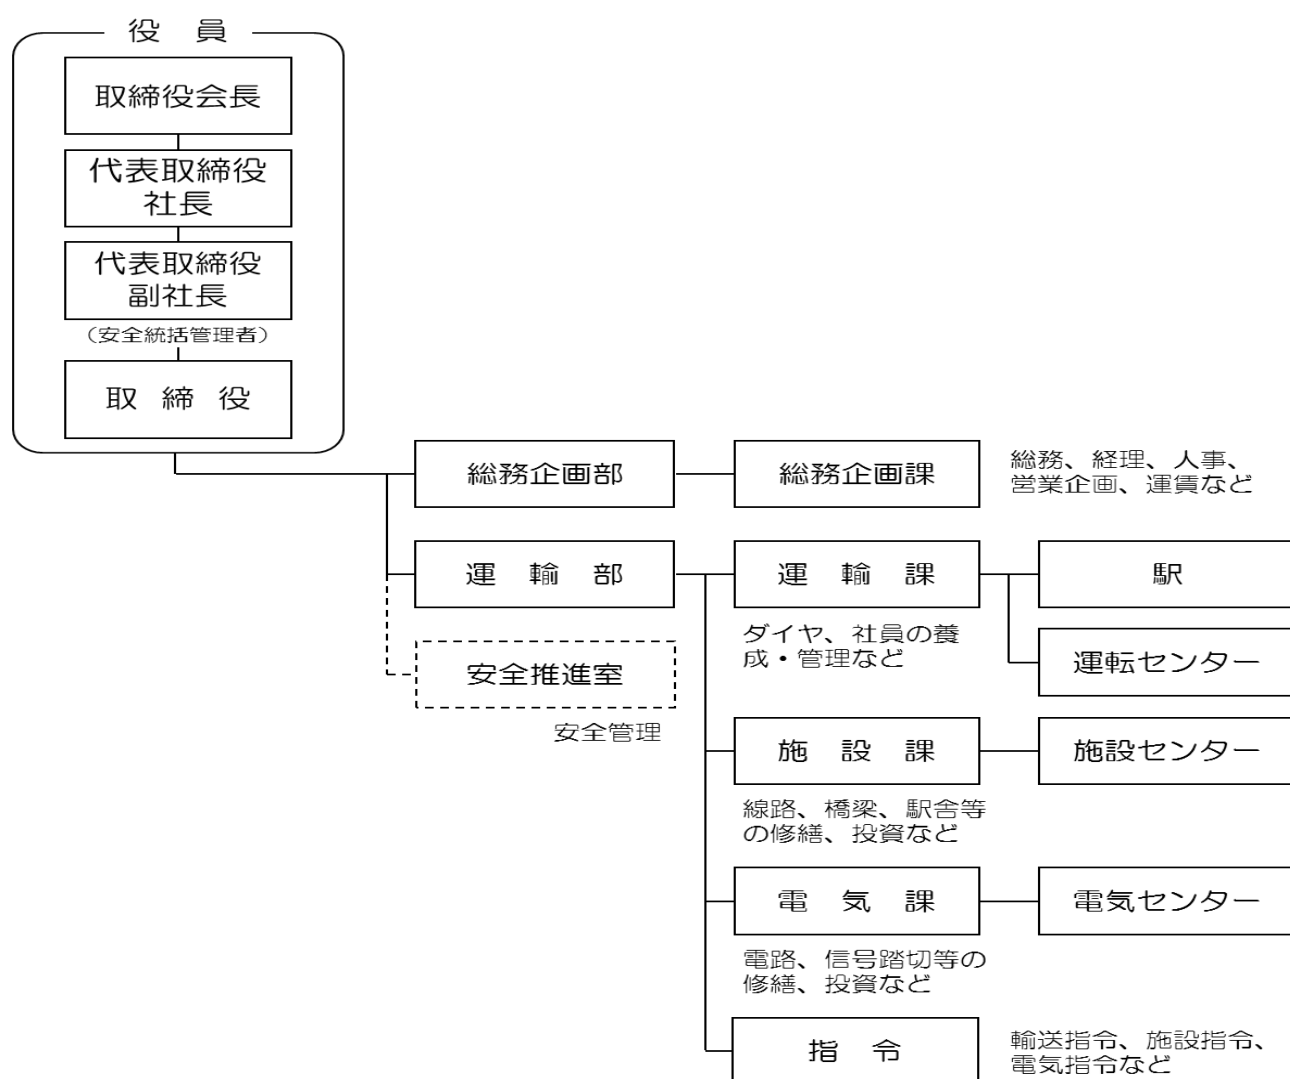 役 員
取締役会長
代表取締役
社長
代表取締役
副社長
（安全統括管理者）
取 締 役
総務企画部
総務企画課
総務、経理、人事、
営業企画、運賃など
運 輸 部
運 輸 課
駅
ダイヤ、社員の養
成・管理など
運転センター
安全推進室
安全管理
施 設 課
施設センター
線路、橋梁、駅舎等
の修繕、投資など
電 気 課
電気センター
電路、信号踏切等の
修繕、投資など
指 令
輸送指令、施設指令、
電気指令など